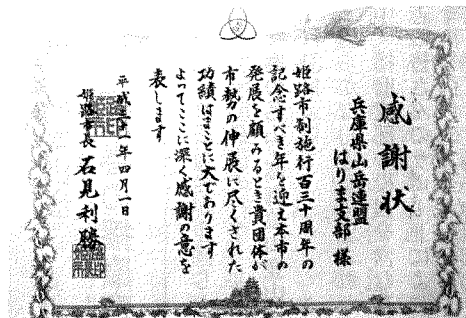 感謝状
兵庫県山岳連盟
はりま支部 様
姫路市制施行百三十周年の
記念すべき年を迎え本市の
発展を顧みるとき貴団体が
市勢の伸展に尽くされた
功績はまことに大であります
よってここに深く感謝の意を
表します
平成三十一年四月一日
姫路市長 石見利勝